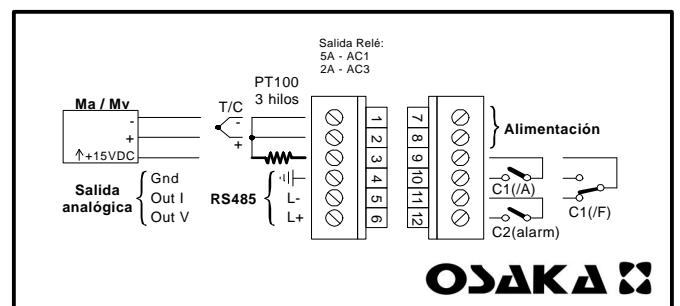 Salida Relé:
5A - AC1
2A - AC3
PT100
3 hilos
T/C
-
+
Ma / Mv
-
+
↑+15VDC
Salida
analógica
Gnd
Out I
Out V
RS485
L-
L+
1
2
3
4
5
6
7
8
9
10
11
12
Alimentación
C1(/A)
C1(/F)
C2(alarm)
OSAKA